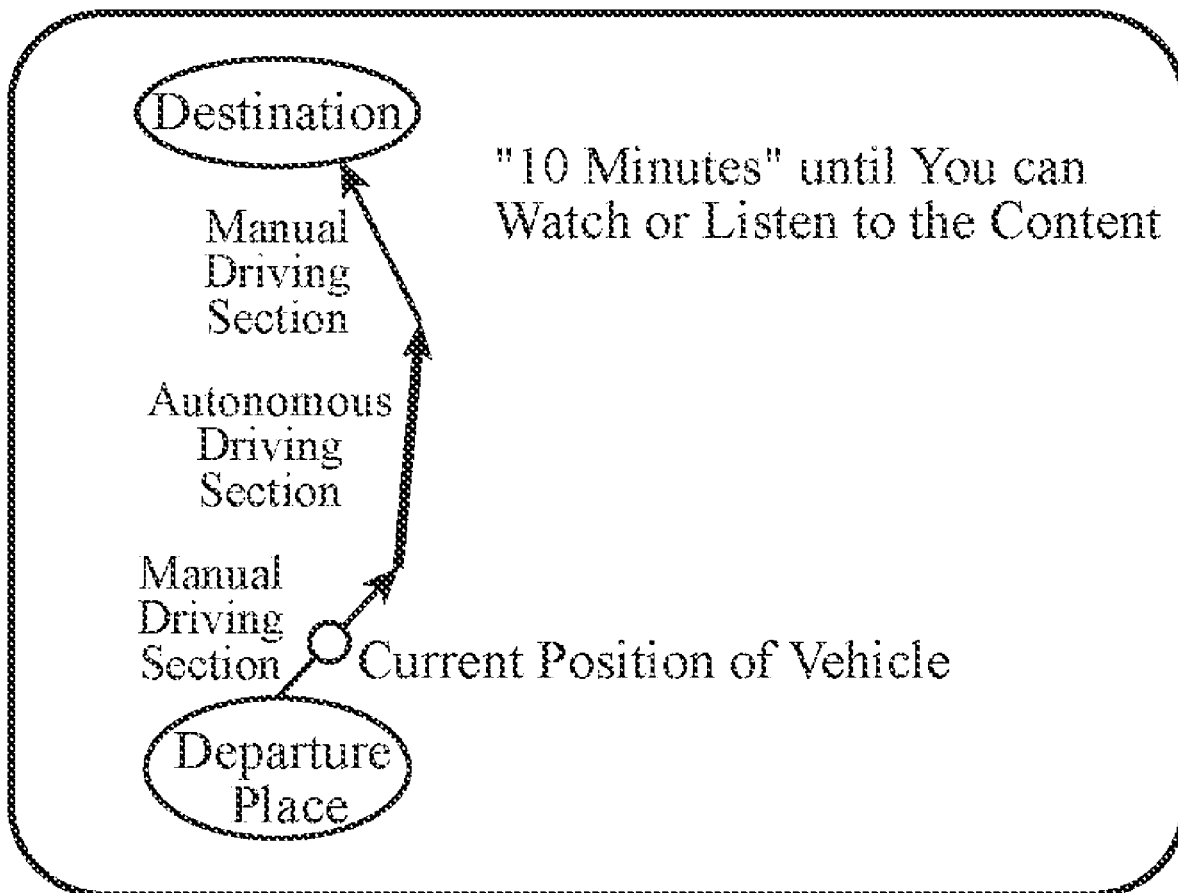 Destination
"10 Minutes" until You can
Watch or Listen to the Content
Manual
Driving
Section
Autonomous
Driving
Section
Manual
Driving
Section
Current Position of Vehicle
Departure
Place